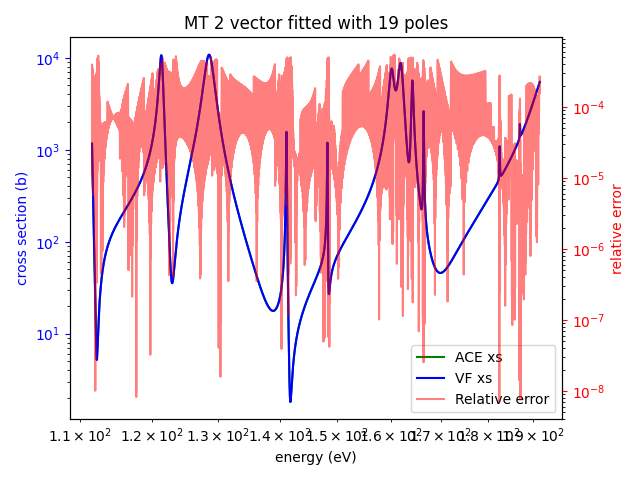 MT 2 vector fitted with 19 poles
cross section (b)
10⁴
10³
10²
10¹
10⁻⁴
10⁻⁵
10⁻⁶
10⁻⁷
10⁻⁸
relative error
ACE xs
VF xs
Relative error
1.1 × 10² 1.2 × 10² 1.3 × 10² 1.4 × 10² 1.5 × 10² 1.6 × 10² 1.7 × 10² 1.8 × 10² 1.9 × 10²
energy (eV)